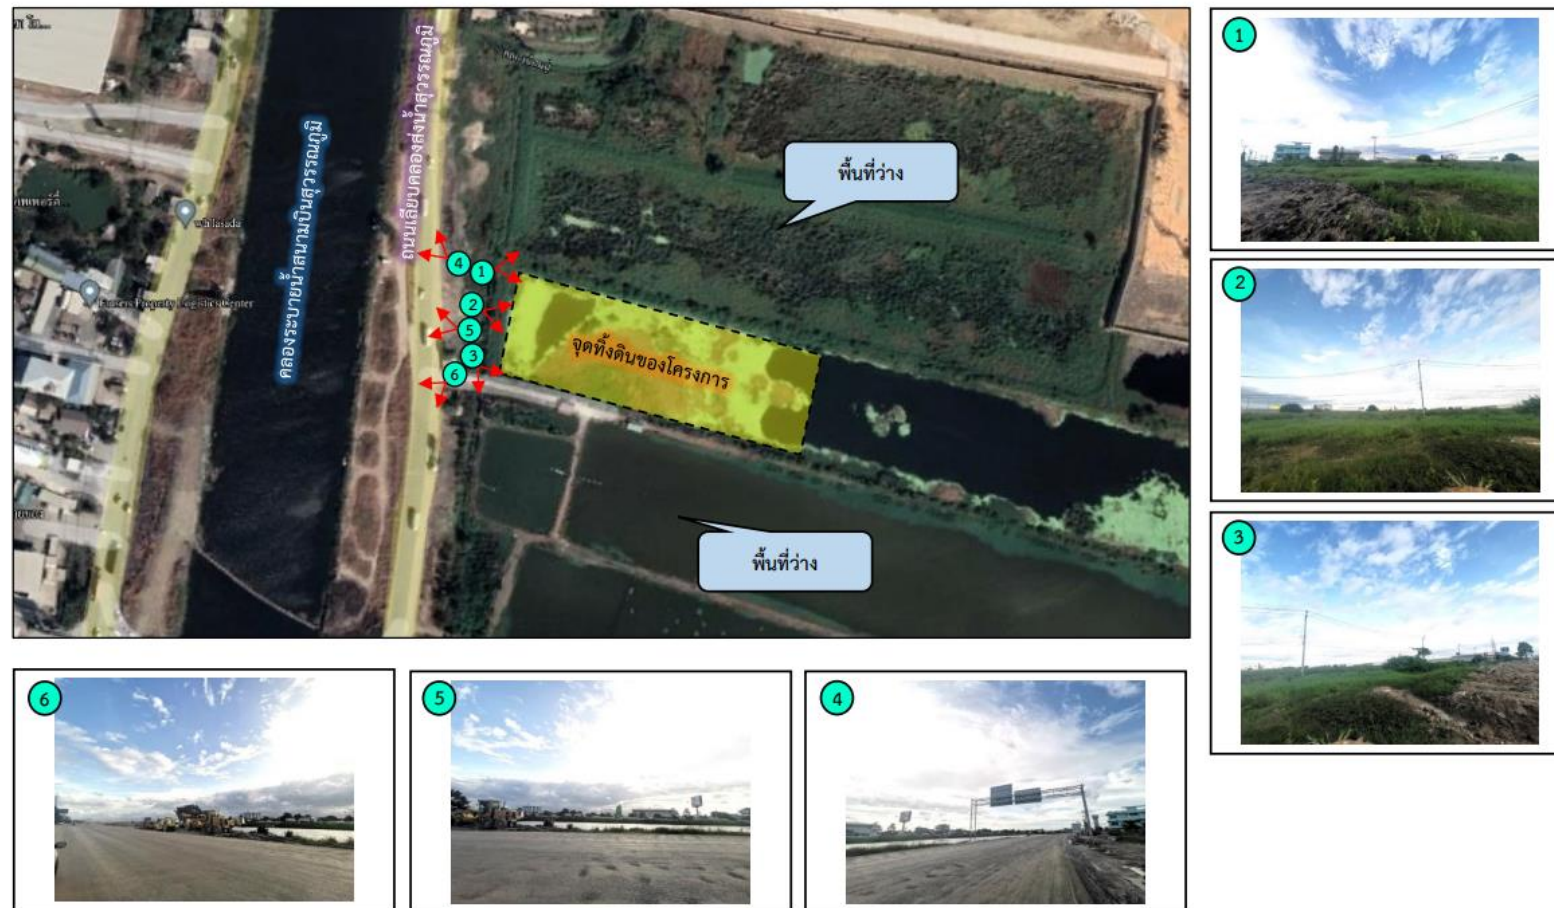 คลองระบายน้ำสนามบินสุวรรณภูมิ
ถนนเลียบคลองส่งน้ำสุวรรณภูมิ
พื้นที่ว่าง
จุดทิ้งดินของโครงการ
พื้นที่ว่าง
4
1
2
5
3
6
1
2
3
6
5
4